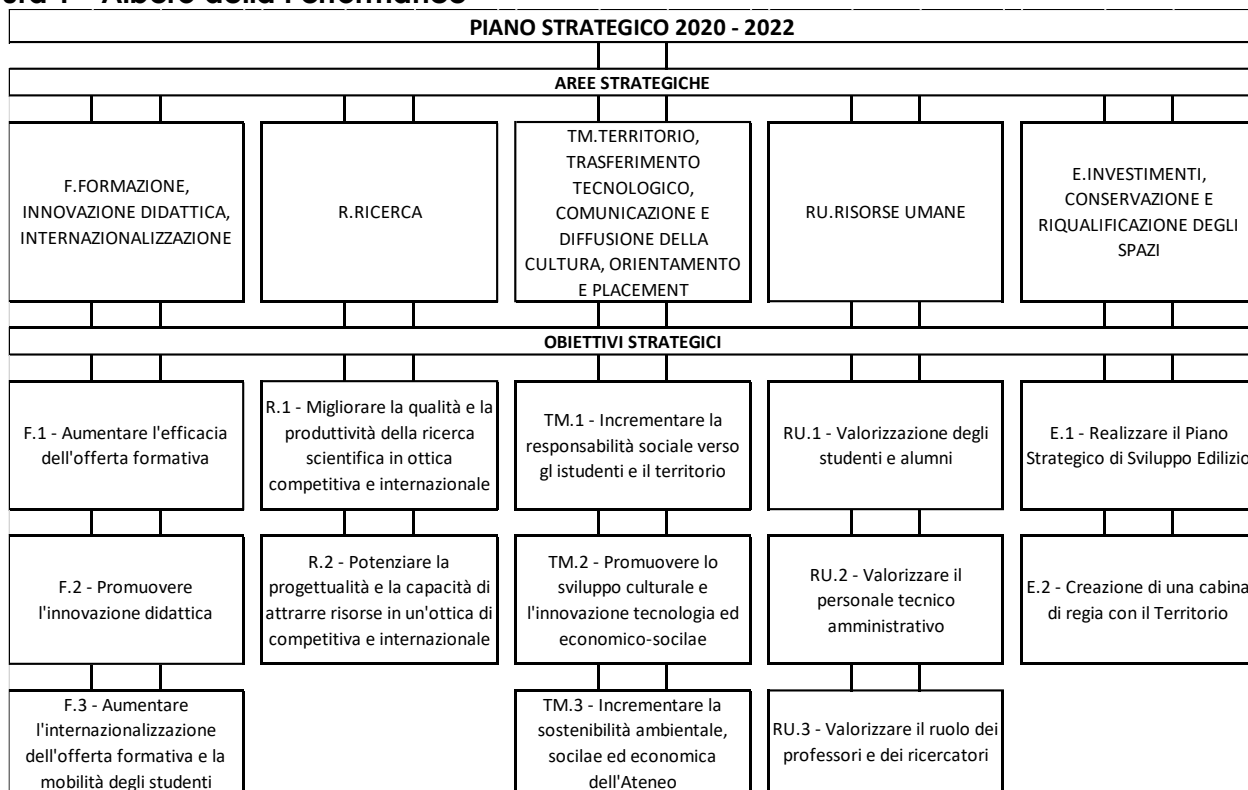 PIANO STRATEGICO 2020 - 2022
AREE STRATEGICHE
F.FORMAZIONE,
INNOVAZIONE DIDATTICA,
INTERNAZIONALIZZAZIONE
R.RICERCA
TM.TERRITORIO,
TRASFERIMENTO
TECNOLOGICO,
COMUNICAZIONE E
DIFFUSIONE DELLA
CULTURA, ORIENTAMENTO
E PLACEMENT
RU.RISORSE UMANE
E.INVESTIMENTI,
CONSERVAZIONE E
RIQUALIFICAZIONE DEGLI
SPAZI
OBIETTIVI STRATEGICI
F.1 - Aumentare l'efficacia
dell'offerta formativa
R.1 - Migliorare la qualità e la
produttività della ricerca
scientifica in ottica
competitiva e internazionale
TM.1 - Incrementare la
responsabilità sociale verso
gl istudenti e il territorio
RU.1 - Valorizzazione degli
studenti e alumni
E.1 - Realizzare il Piano
Strategico di Sviluppo Edilizio
F.2 - Promuovere
l'innovazione didattica
R.2 - Potenziare la
progettualità e la capacità di
attrarre risorse in un'ottica di
competitiva e internazionale
TM.2 - Promuovere lo
sviluppo culturale e
l'innovazione tecnologia ed
economico-socilae
RU.2 - Valorizzare il
personale tecnico
amministrativo
E.2 - Creazione di una cabina
di regia con il Territorio
F.3 - Aumentare
l'internazionalizzazione
dell'offerta formativa e la
mobilità degli studenti
TM.3 - Incrementare la
sostenibilità ambientale,
socilae ed economica
dell'Ateneo
RU.3 - Valorizzare il ruolo dei
professori e dei ricercatori